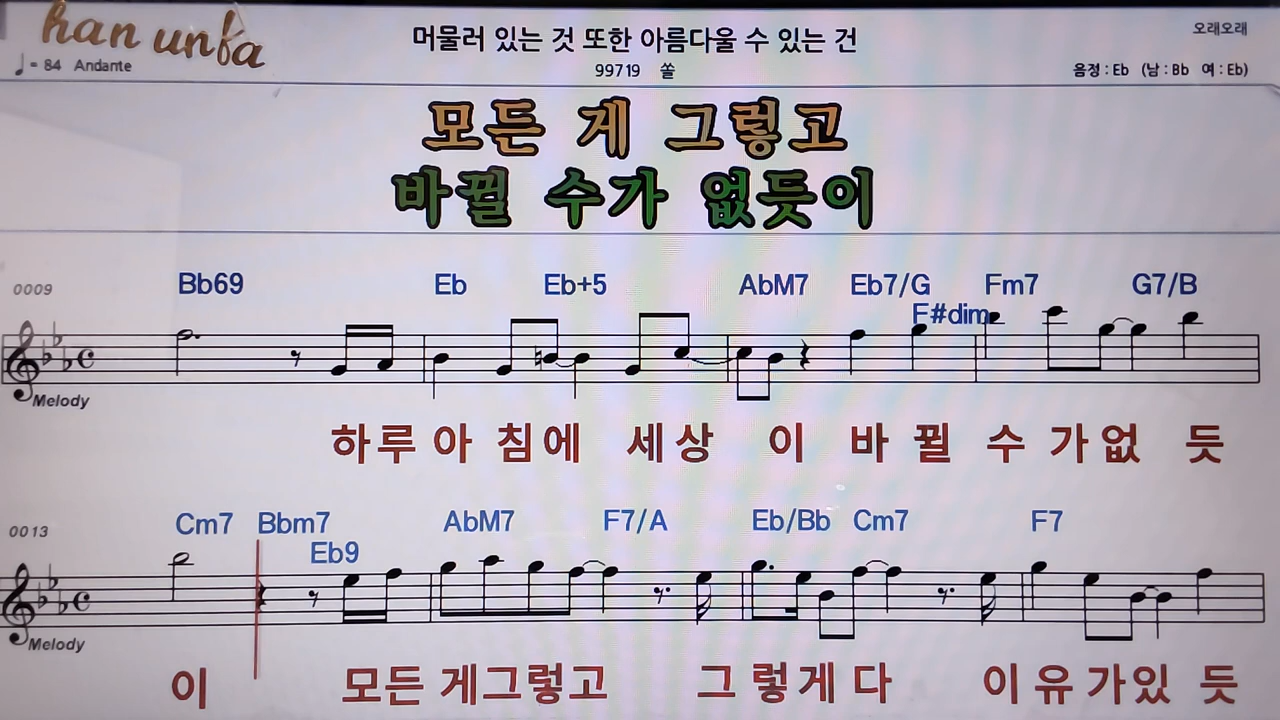 han unfa
머물러 있는 것 또한 아름다울 수 있는 건
오래오래
♩= 84 Andante
99719 쏠
음정 : Eb (남 : Bb 여 : Eb)
모든 게 그렇고
바뀔 수가 없듯이
0009 Bb69 Eb Eb+5 AbM7 Eb7/G Fm7 G7/B
F#dim
Melody
하루 아 침에 세상 이 바 뀔 수 가없 듯
0013 Cm7 Bbm7 AbM7 F7/A Eb/Bb Cm7 F7
Eb9
Melody
이 모든 게그렇고 그 렇게 다 이 유 가있 듯